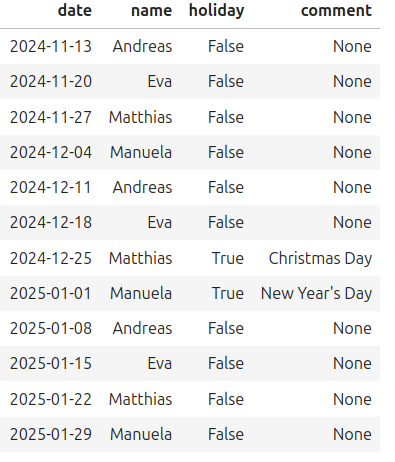 date name holiday comment
2024-11-13 Andreas False None
2024-11-20 Eva False None
2024-11-27 Matthias False None
2024-12-04 Manuela False None
2024-12-11 Andreas False None
2024-12-18 Eva False None
2024-12-25 Matthias True Christmas Day
2025-01-01 Manuela True New Year's Day
2025-01-08 Andreas False None
2025-01-15 Eva False None
2025-01-22 Matthias False None
2025-01-29 Manuela False None